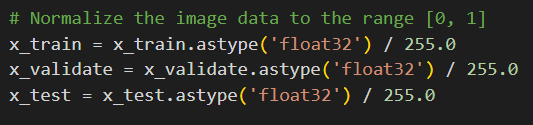 # Normalize the image data to the range [0, 1]
x_train = x_train.astype('float32') / 255.0
x_validate = x_validate.astype('float32') / 255.0
x_test = x_test.astype('float32') / 255.0